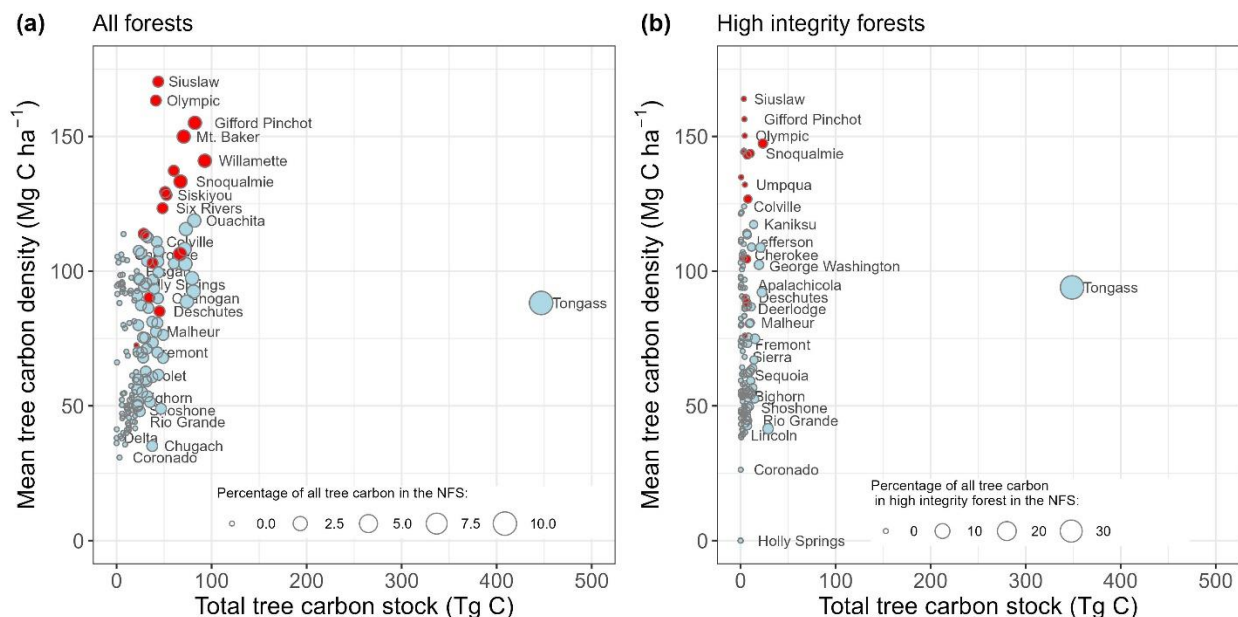 (a) All forests
Mean tree carbon density (Mg C ha⁻¹)
150
100
50
0
Siuslaw
Olympic
Gifford Pinchot
Mt. Baker
Willamette
Snoqualmie
Siskiyou
Six Rivers
Ouachita
Colville
Okanogan
Deschutes
Tongass
Malheur
Shoshone
Rio Grande
Delta
Chugach
Coronado
Percentage of all tree carbon in the NFS:
0.0 2.5 5.0 7.5 10.0
0 100 200 300 400 500
Total tree carbon stock (Tg C)
(b) High integrity forests
Mean tree carbon density (Mg C ha⁻¹)
150
100
50
0
Siuslaw
Gifford Pinchot
Olympic
Snoqualmie
Umpqua
Colville
Kaniksu
Jefferson
Cherokee
George Washington
Apalachicola
Tongass
Deschutes
Deerlodge
Malheur
Fremont
Sierra
Sequoia
Bighorn
Shoshone
Rio Grande
Lincoln
Coronado
Percentage of all tree carbon
in high integrity forest in the NFS:
0 10 20 30
Holly Springs
0 100 200 300 400 500
Total tree carbon stock (Tg C)